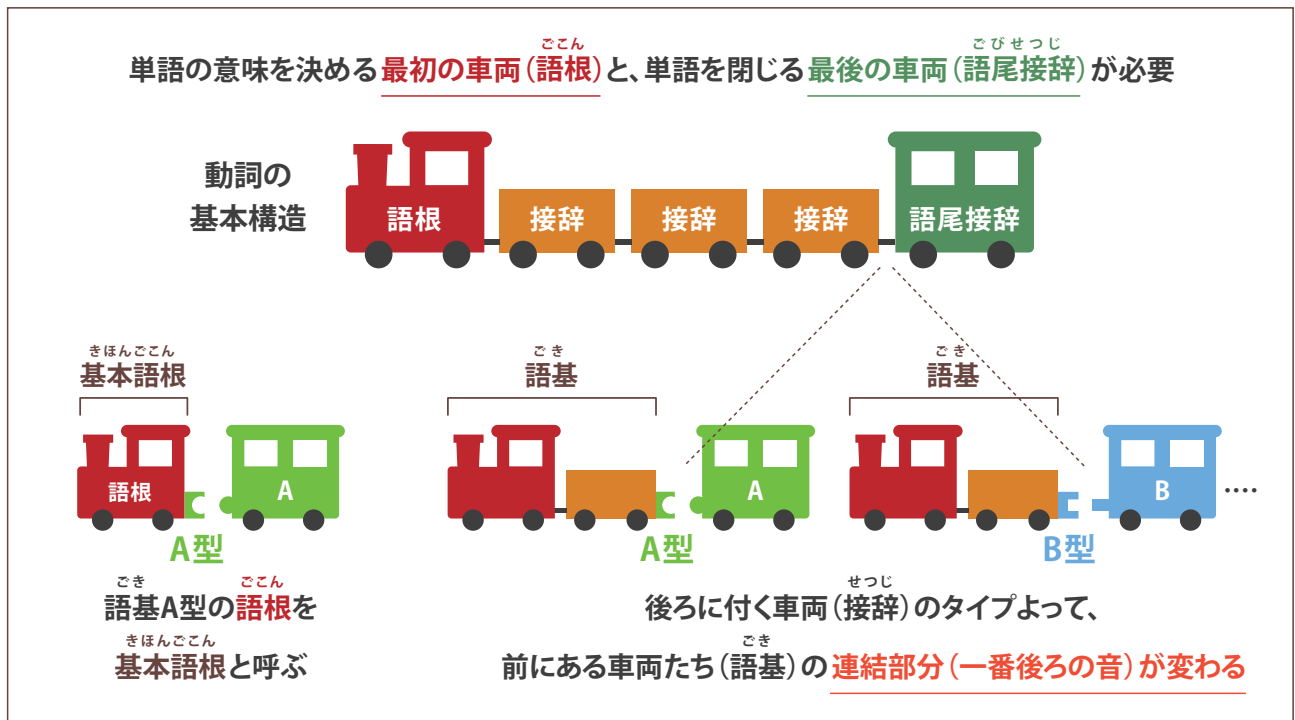 ごこん ごびせつじ
単語の意味を決める最初の車両（語根）と、単語を閉じる最後の車両（語尾接辞）が必要
動詞の
基本構造
語根 接辞 接辞 接辞 語尾接辞
きほんごこん
基本語根
語根 A
A型
ごき ごこん
語基A型の語根を
きほんごこん
基本語根と呼ぶ
ごき
語基
A
A型
ごき
語基
B ····
B型
せつじ
後ろに付く車両（接辞）のタイプよって、
ごき
前にある車両たち（語基）の連結部分（一番後ろの音）が変わる